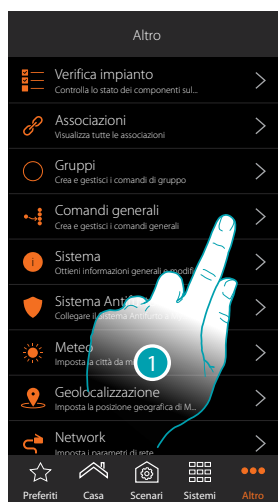 Altro
Verifica impianto
Controlla lo stato dei componenti sul...
Associazioni
Visualizza tutte le associazioni
Gruppi
Crea e gestisci i comandi di gruppo
Comandi generali
Crea e gestisci i comandi generali
Sistema
Ottieni informazioni generali e modifi
Sistema Anti
Collegare il sistema Antifurto
Meteo
Imposta la città da m
1
Geolocalizzazione
Imposta la posizione geografica di M...
Network
Imposta i parametri di rete
Preferiti Casa Scenari Sistemi Altro